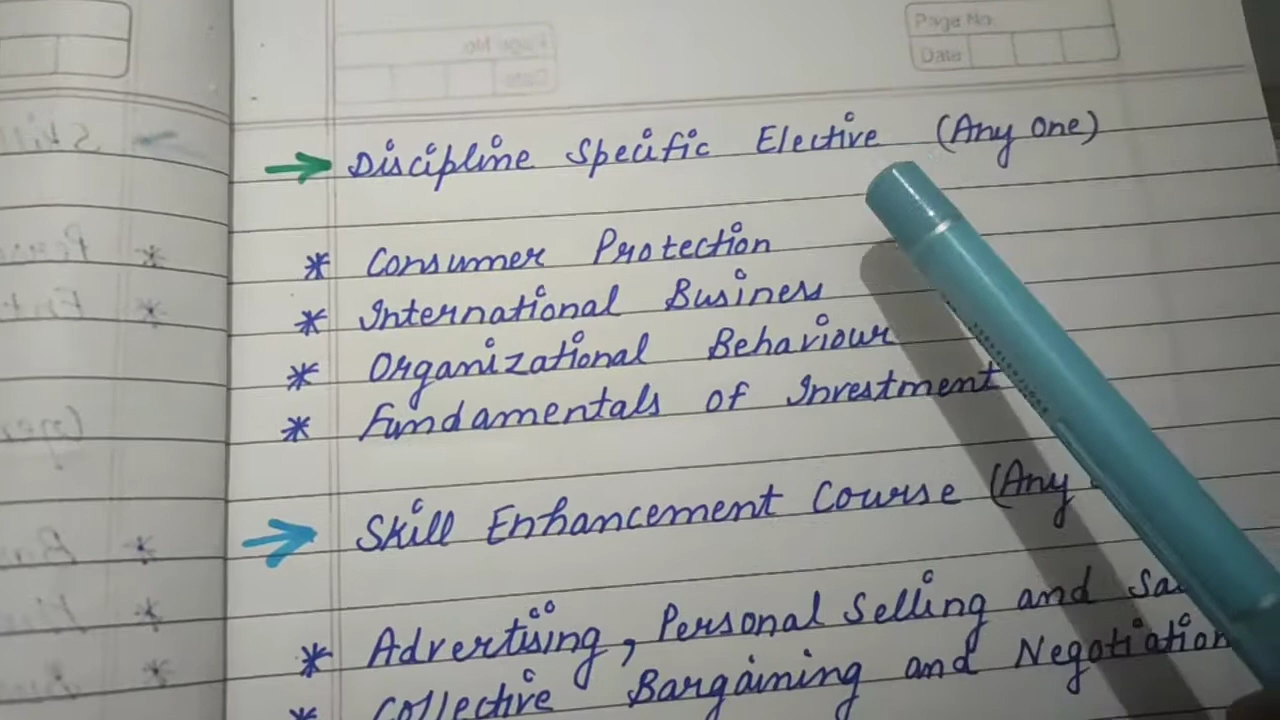 Page No.
Date
→ Discipline Specific Elective (Any one)
* Consumer Protection
* International Business
* Organizational Behaviour
* Fundamentals of Investment
→ Skill Enhancement Course (Any
* Advertising, Personal Selling and
* Collective Bargaining and Negotiation